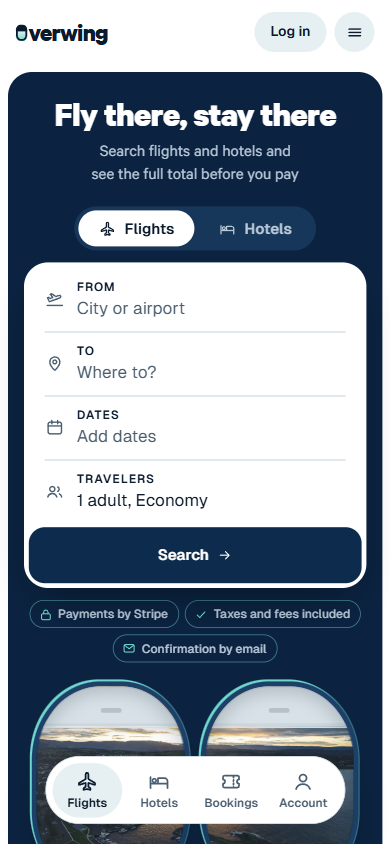 Overwing
Log in
Fly there, stay there
Search flights and hotels and
see the full total before you pay
Flights
Hotels
FROM
City or airport
TO
Where to?
DATES
Add dates
TRAVELERS
1 adult, Economy
Search →
Payments by Stripe
Taxes and fees included
Confirmation by email
Flights
Hotels
Bookings
Account